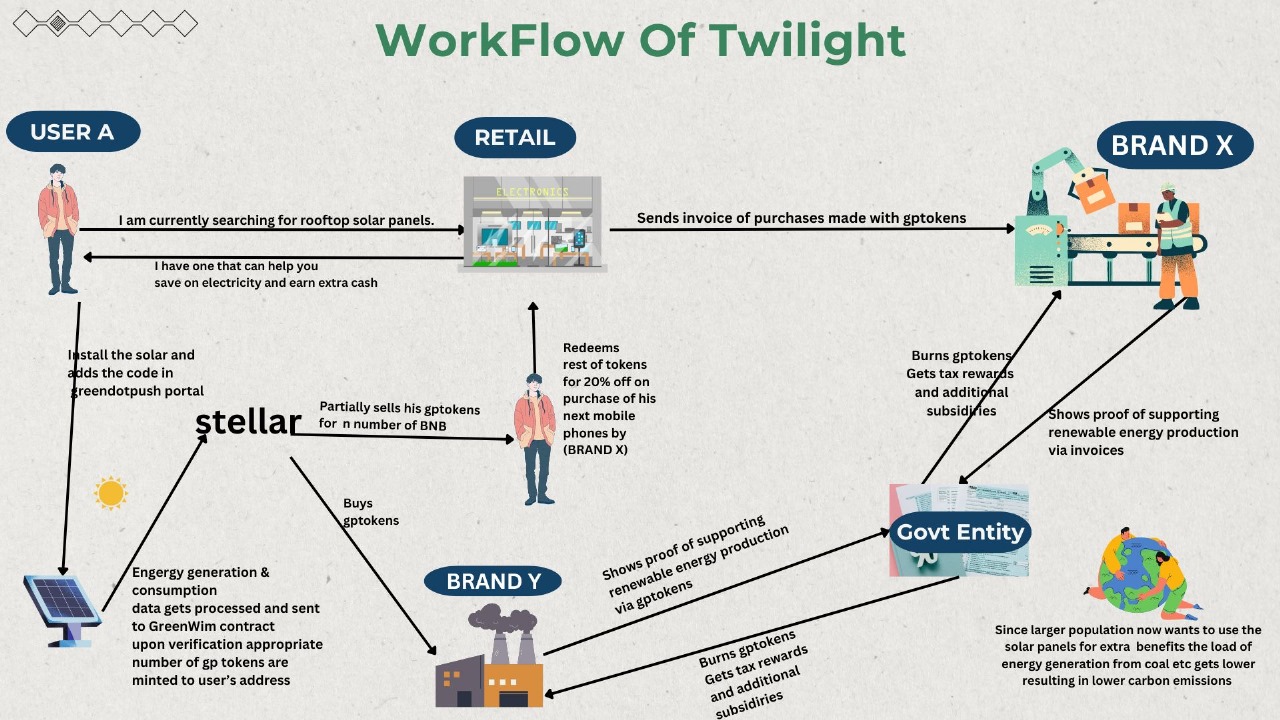 WorkFlow Of Twilight
USER A
RETAIL
BRAND X
ELECTRONICS
I am currently searching for rooftop solar panels.
Sends invoice of purchases made with gptokens
I have one that can help you
save on electricity and earn extra cash
Install the solar and
adds the code in
greendotpush portal
stellar
Partially sells his gptokens
for n number of BNB
Redeems
rest of tokens
for 20% off on
purchase of his
next mobile
phones by
(BRAND X)
Burns gptokens
Gets tax rewards
and additional
subsidiries
Shows proof of supporting
renewable energy production
via invoices
Buys
gptokens
Engergy generation &
consumption
data gets processed and sent
to GreenWim contract
upon verification appropriate
number of gp tokens are
minted to user's address
BRAND Y
Shows proof of supporting
renewable energy production
via gptokens
Govt Entity
Burns gptokens
Gets tax rewards
and additional
subsidiries
Since larger population now wants to use the
solar panels for extra benefits the load of
energy generation from coal etc gets lower
resulting in lower carbon emissions